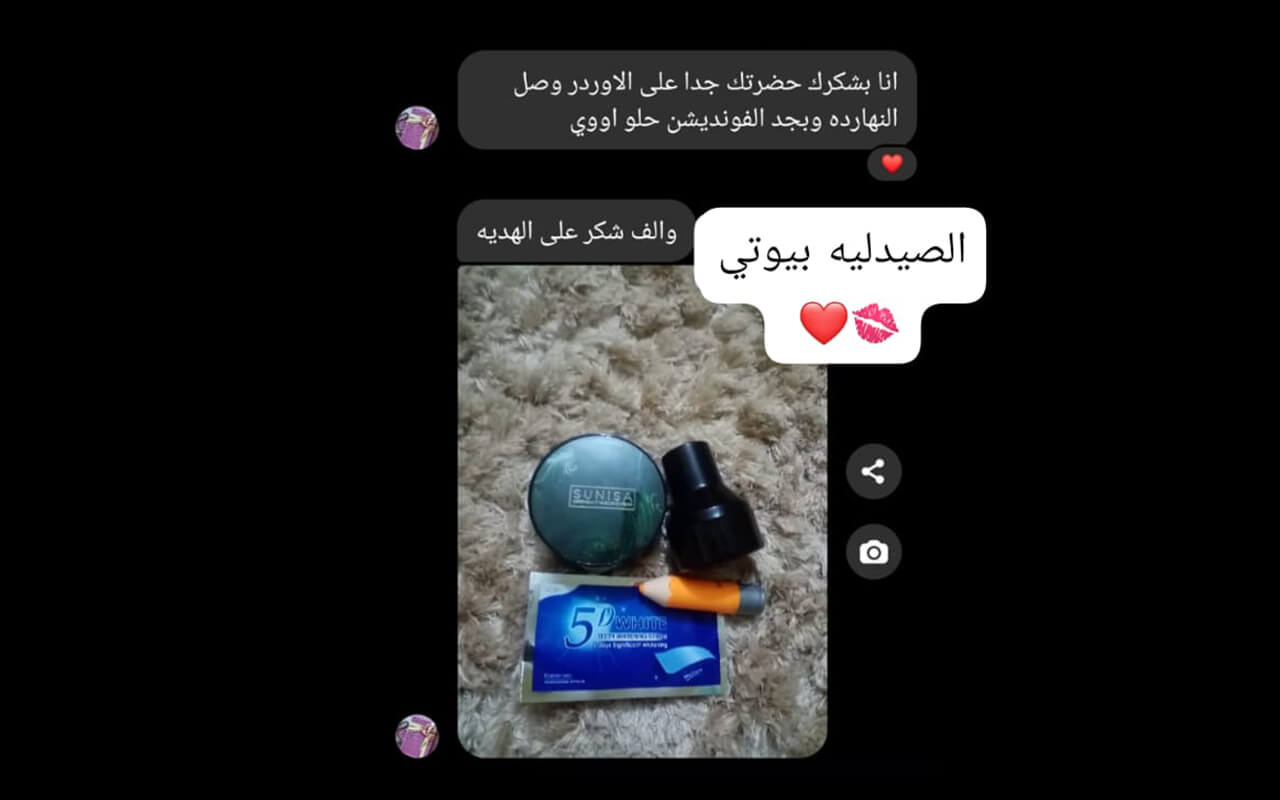 انا بشكرك حضرتك جدا على الاوردر وصل
النهارده وبجد الفونديشن حلو اووي
❤️
والف شكر على الهديه
الصيدليه بيوتي
❤️💋
SUNISA
5D WHITE
TEETH WHITENING STRIPS